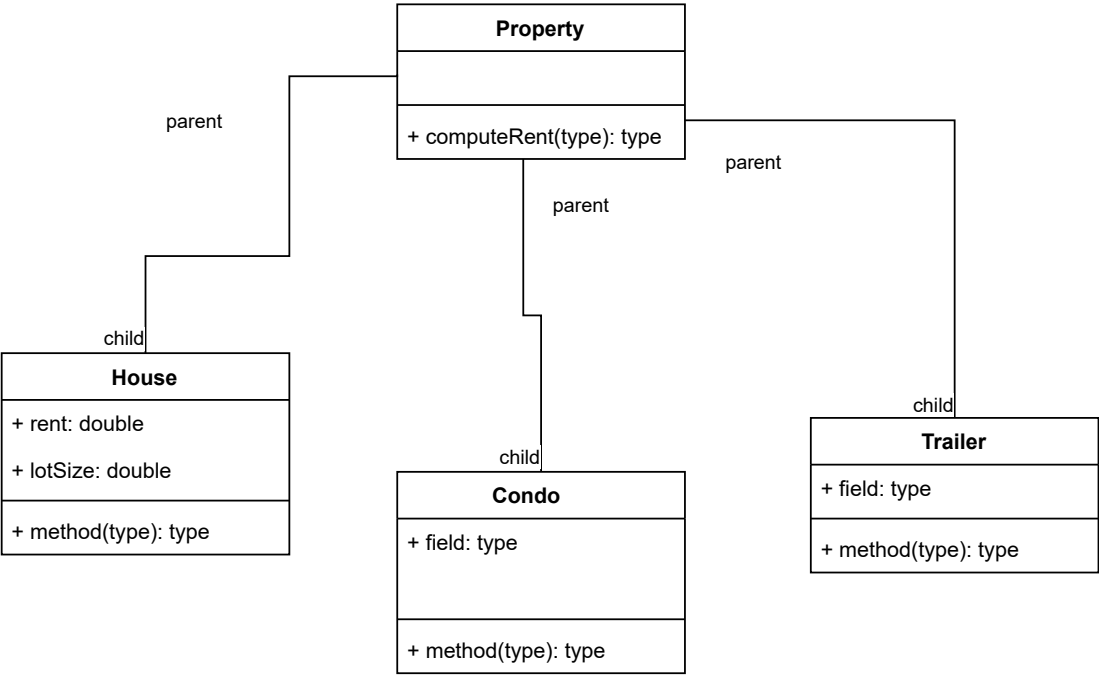 Property
+ computeRent(type): type
parent
parent
parent
child
House
+ rent: double
+ lotSize: double
+ method(type): type
child
Condo
+ field: type
+ method(type): type
child
Trailer
+ field: type
+ method(type): type